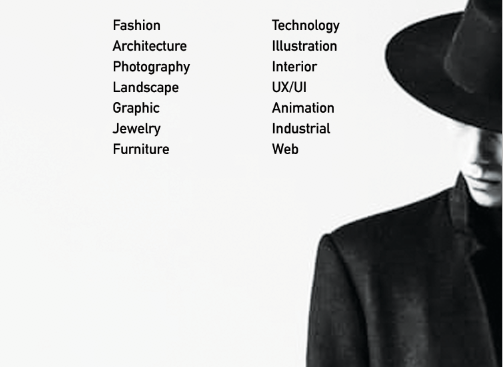 Fashion
Architecture
Photography
Landscape
Graphic
Jewelry
Furniture
Technology
Illustration
Interior
UX/UI
Animation
Industrial
Web